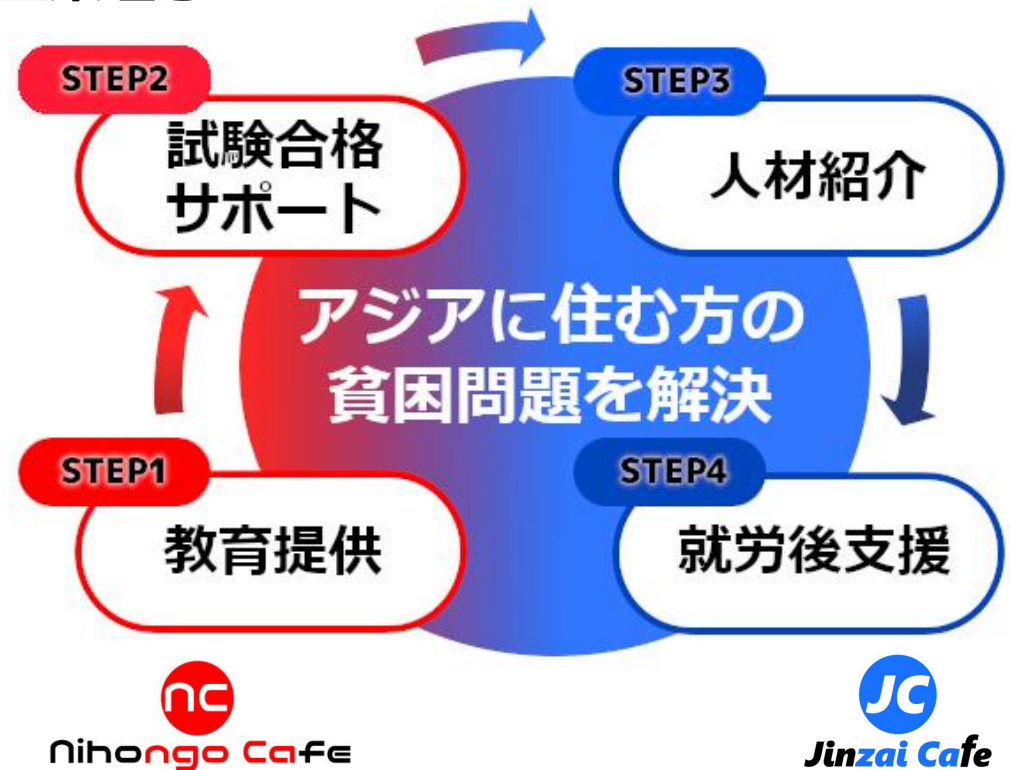 STEP2
試験合格
サポート
STEP3
人材紹介
アジアに住む方の
貧困問題を解決
STEP1
教育提供
STEP4
就労後支援
nc
Nihongo Cafe
JC
Jinzai Cafe